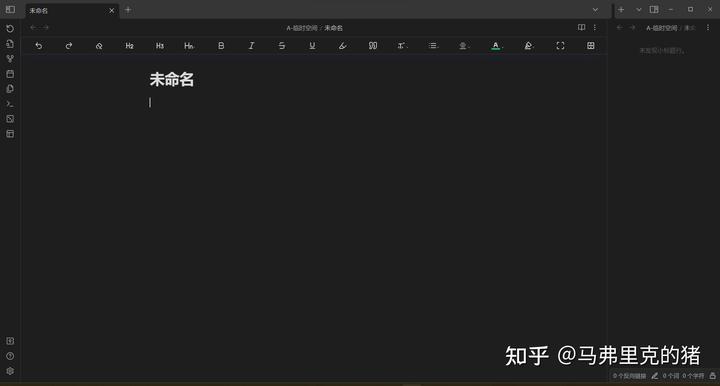 未命名
A-临时空间 / 未命名
A-临时空间 / 未
H2
H3
Hn
B
I
S
U
A
未发现小标题行。
未命名
知乎 @马弗里克的猪
0 个反向链接
0 个词
0 个字符